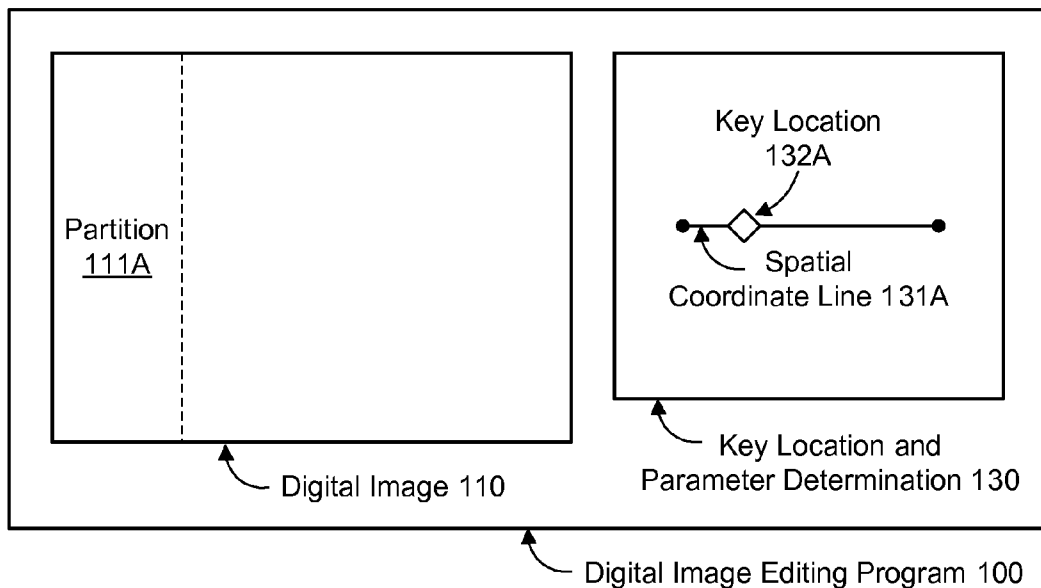 Partition
111A
Key Location
132A
Spatial
Coordinate Line 131A
Digital Image 110
Key Location and
Parameter Determination 130
Digital Image Editing Program 100